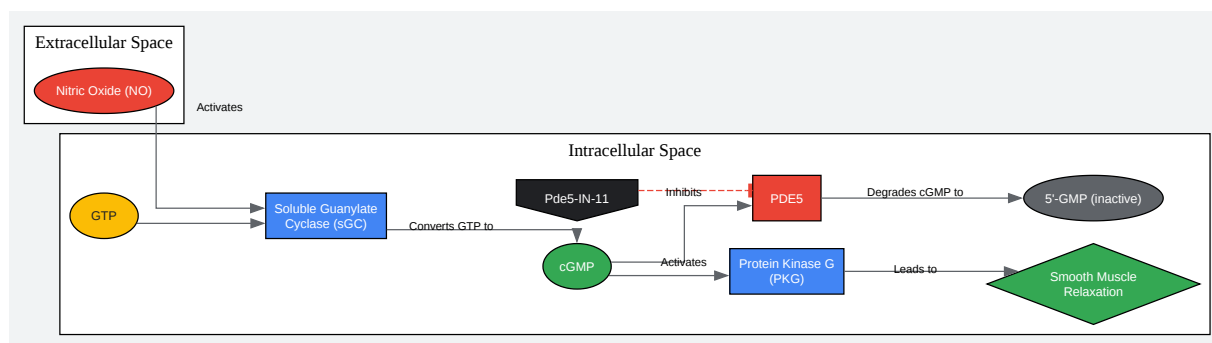 Extracellular Space
Nitric Oxide (NO)
Activates
Intracellular Space
GTP
Soluble Guanylate
Cyclase (sGC)
Converts GTP to
Pde5-IN-11
Inhibits
PDE5
Degrades cGMP to
5'-GMP (inactive)
cGMP
Activates
Protein Kinase G
(PKG)
Leads to
Smooth Muscle
Relaxation